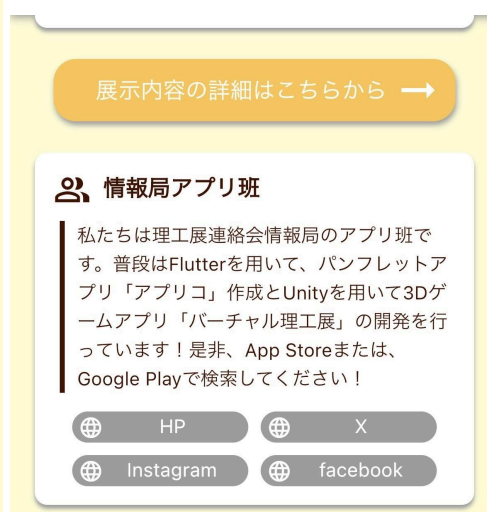 展示内容の詳細はこちらから →
情報局アプリ班
私たちは理工展連絡会情報局のアプリ班で
す。普段はFlutterを用いて、パンフレットア
プリ「アプリコ」作成とUnityを用いて3Dゲ
ームアプリ「バーチャル理工展」の開発を行
っています！是非、App Storeまたは、
Google Playで検索してください！
HP X
Instagram facebook